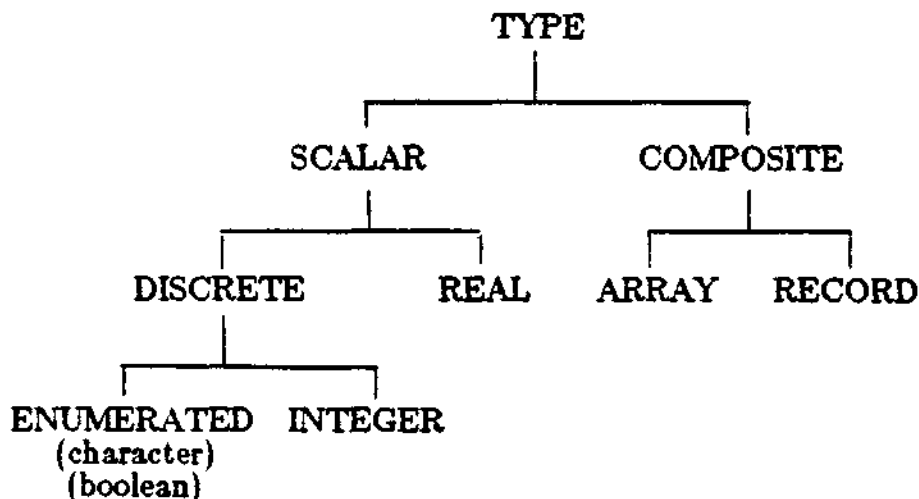 TYPE
SCALAR COMPOSITE
DISCRETE REAL ARRAY RECORD
ENUMERATED INTEGER
(character)
(boolean)